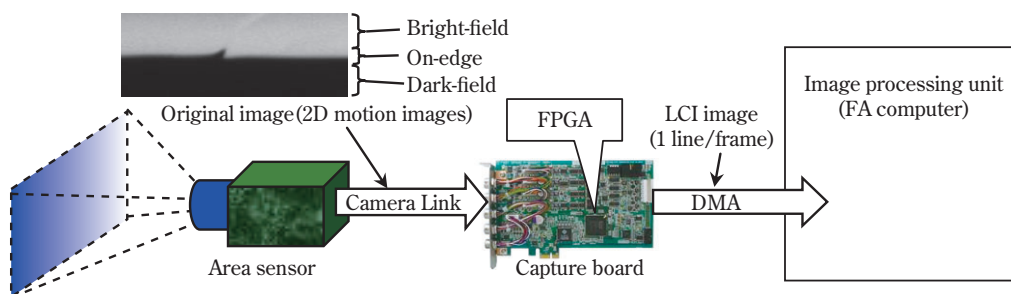 Bright-field
On-edge
Dark-field
Original image (2D motion images)
FPGA
LCI image
(1 line/frame)
Image processing unit
(FA computer)
Camera Link
DMA
Area sensor
Capture board